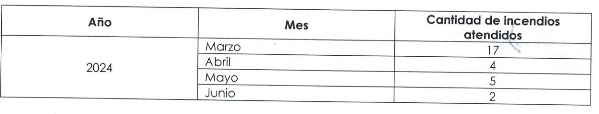 Año Mes Cantidad de incendios
atendidos
2024 Marzo 17
Abril 4
Mayo 5
Junio 2